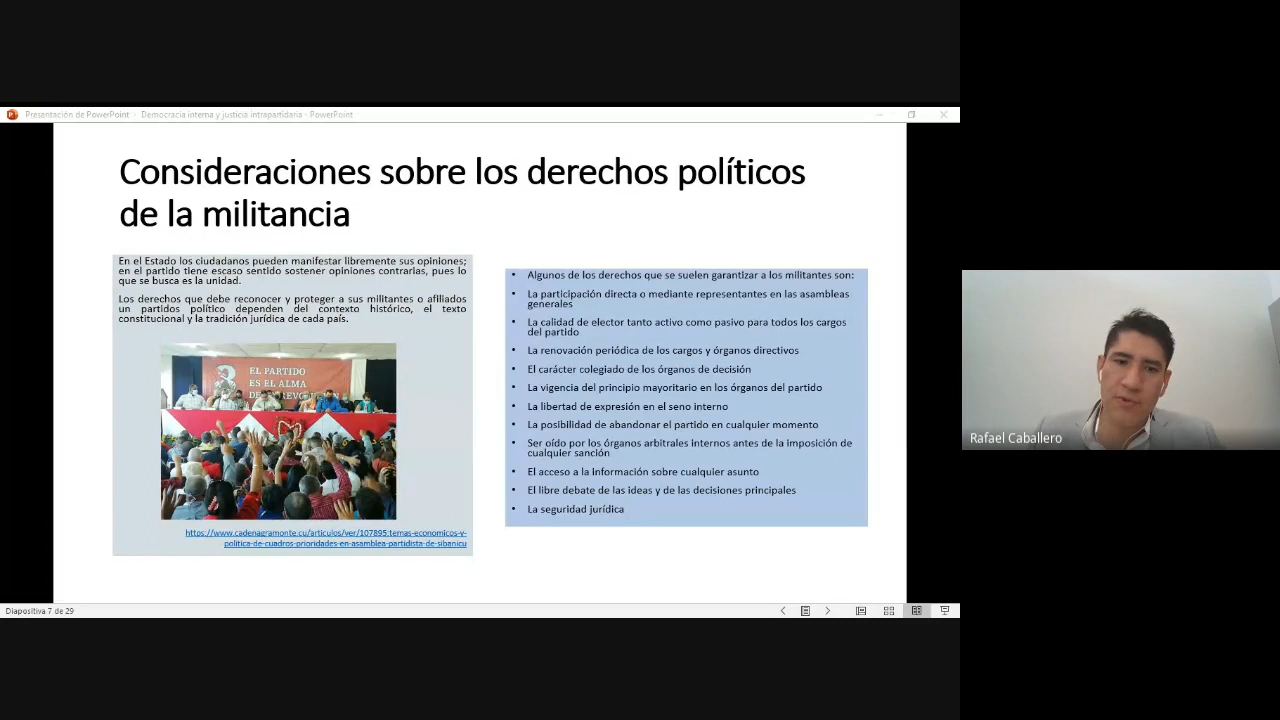 Presentación de PowerPoint - Democracia interna y justicia intrapartidaria - PowerPoint
Consideraciones sobre los derechos políticos
de la militancia
En el Estado los ciudadanos pueden manifestar libremente sus opiniones;
en el partido tiene escaso sentido sostener opiniones contrarias, pues lo
que se busca es la unidad.
Los derechos que debe reconocer y proteger a sus militantes o afiliados
un partidos político dependen del contexto histórico, el texto
constitucional y la tradición jurídica de cada país.
EL PARTIDO
ES EL ALMA
https://www.cadenagramonte.cu/articulos/ver/107895:temas-economicos-y-
politica-de-cuadros-prioridades-en-asamblea-partidista-de-sibanicu
• Algunos de los derechos que se suelen garantizar a los militantes son:
• La participación directa o mediante representantes en las asambleas
generales
• La calidad de elector tanto activo como pasivo para todos los cargos
del partido
• La renovación periódica de los cargos y órganos directivos
• El carácter colegiado de los órganos de decisión
• La vigencia del principio mayoritario en los órganos del partido
• La libertad de expresión en el seno interno
• La posibilidad de abandonar el partido en cualquier momento
• Ser oído por los órganos arbitrales internos antes de la imposición de
cualquier sanción
• El acceso a la información sobre cualquier asunto
• El libre debate de las ideas y de las decisiones principales
• La seguridad jurídica
Rafael Caballero
Diapositiva 7 de 29